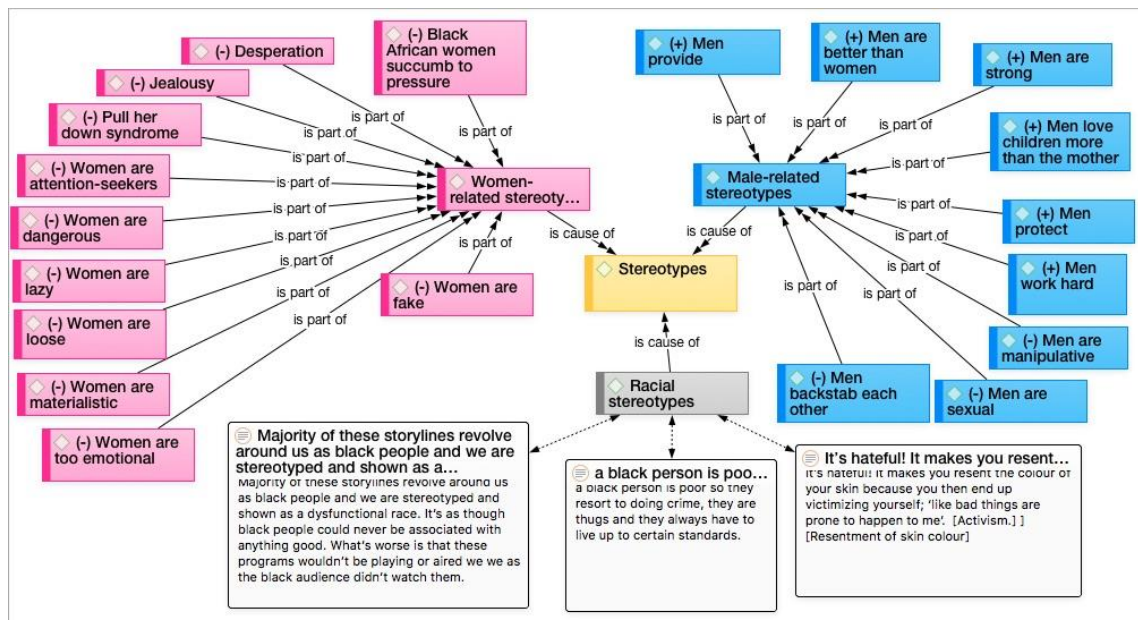 (-) Desperation
(-) Black
African women
succumb to
pressure
(-) Jealousy
(-) Pull her
down syndrome
(-) Women are
attention-seekers
(-) Women are
dangerous
(-) Women are
lazy
(-) Women are
loose
(-) Women are
materialistic
(-) Women are
too emotional
(-) Women are
fake
Women-
related stereoty…
is part of
is part of
is part of
is part of
is part of
is part of
is part of
is part of
is part of
is part of
is part of
(+) Men
provide
(+) Men are
better than
women
(+) Men are
strong
(+) Men love
children more
than the mother
(+) Men
protect
(+) Men
work hard
(-) Men are
manipulative
(-) Men are
sexual
(-) Men
backstab each
other
Male-related
stereotypes
is part of
is part of
is part of
is part of
is part of
is part of
is part of
is part of
is part of
is cause of
is cause of
Stereotypes
is cause of
Racial
stereotypes
Majority of these storylines revolve
around us as black people and we are
stereotyped and shown as a...
Majority of these storylines revolve around us
as black people and we are stereotyped and
shown as a dysfunctional race. It's as though
black people could never be associated with
anything good. What's worse is that these
programs wouldn't be playing or aired we we as
the black audience didn't watch them.
a black person is poo...
a black person is poor so they
resort to doing crime, they are
thugs and they always have to
live up to certain standards.
It's hateful! It makes you resent...
It's hateful! It makes you resent the colour of
your skin because you then end up
victimizing yourself; 'like bad things are
prone to happen to me'. [Activism.] ]
[Resentment of skin colour]